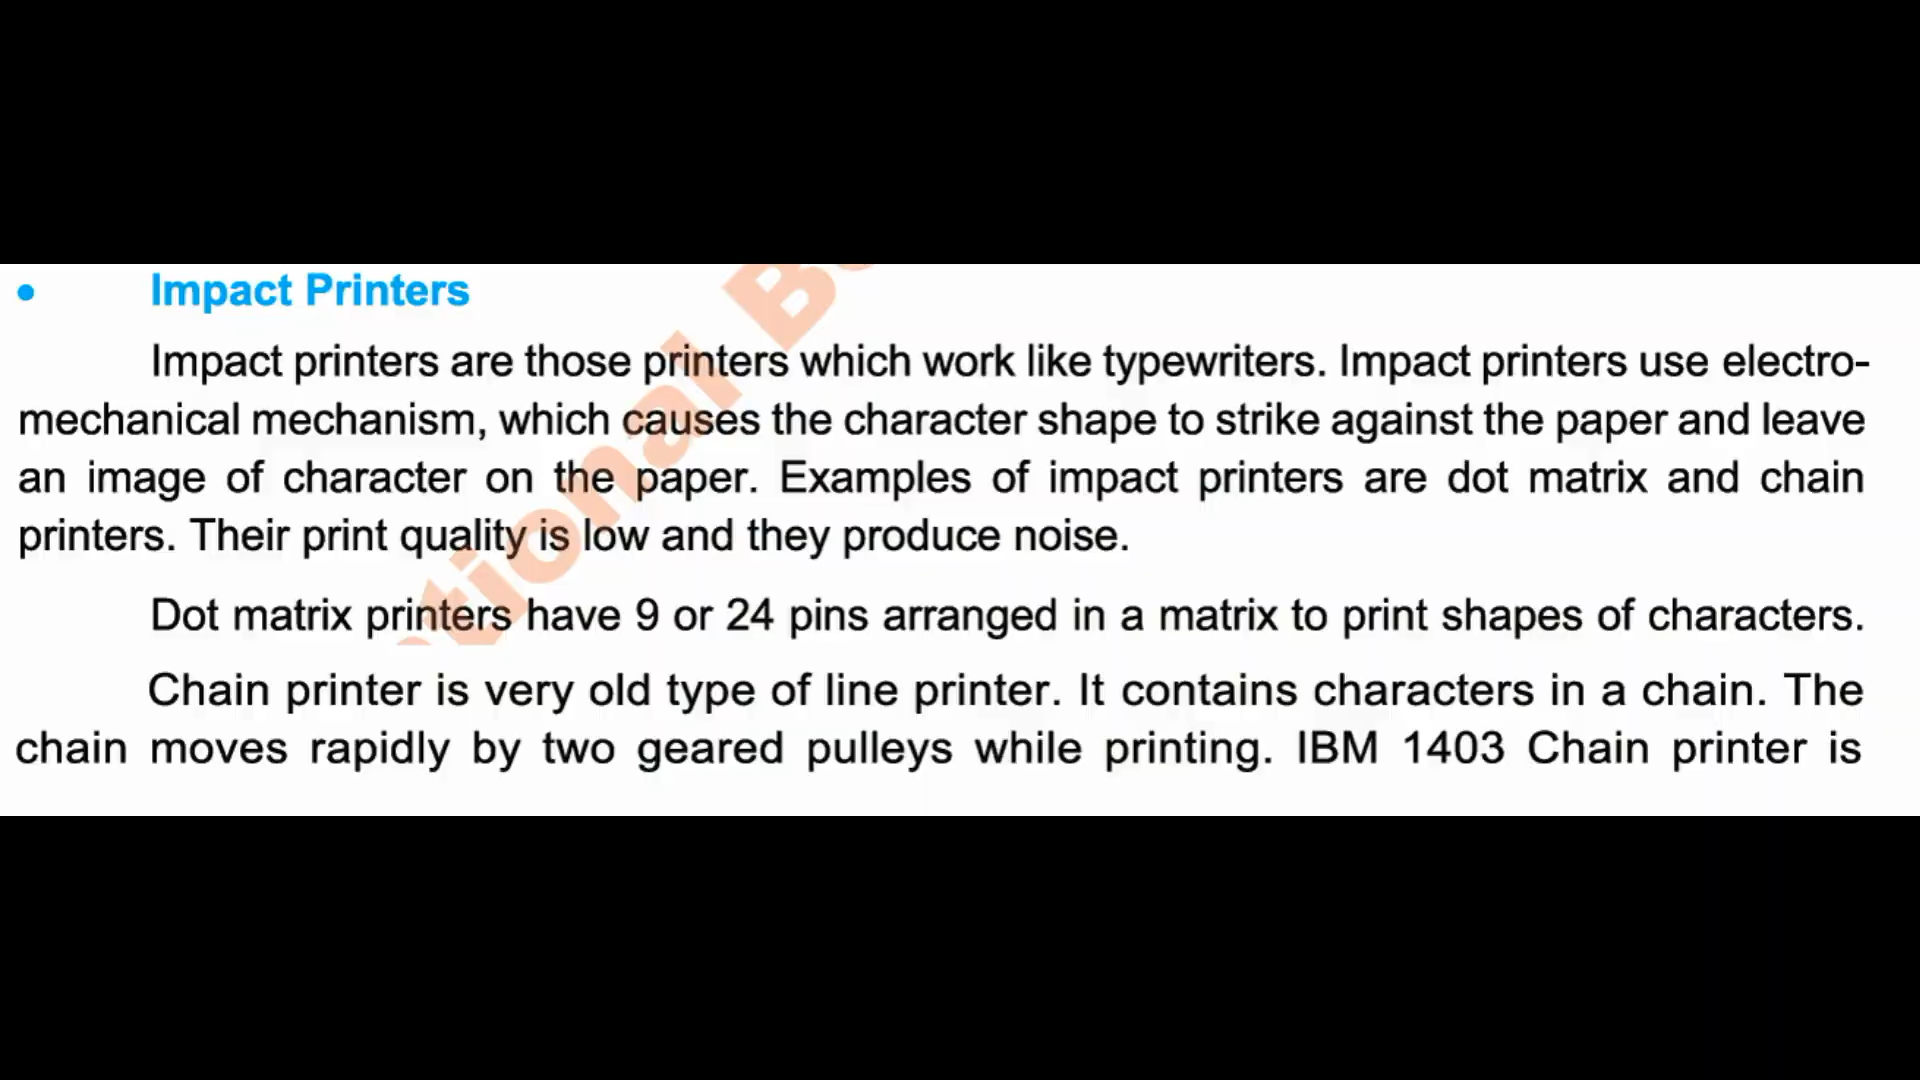 • Impact Printers
Impact printers are those printers which work like typewriters. Impact printers use electro-
mechanical mechanism, which causes the character shape to strike against the paper and leave
an image of character on the paper. Examples of impact printers are dot matrix and chain
printers. Their print quality is low and they produce noise.
Dot matrix printers have 9 or 24 pins arranged in a matrix to print shapes of characters.
Chain printer is very old type of line printer. It contains characters in a chain. The
chain moves rapidly by two geared pulleys while printing. IBM 1403 Chain printer is